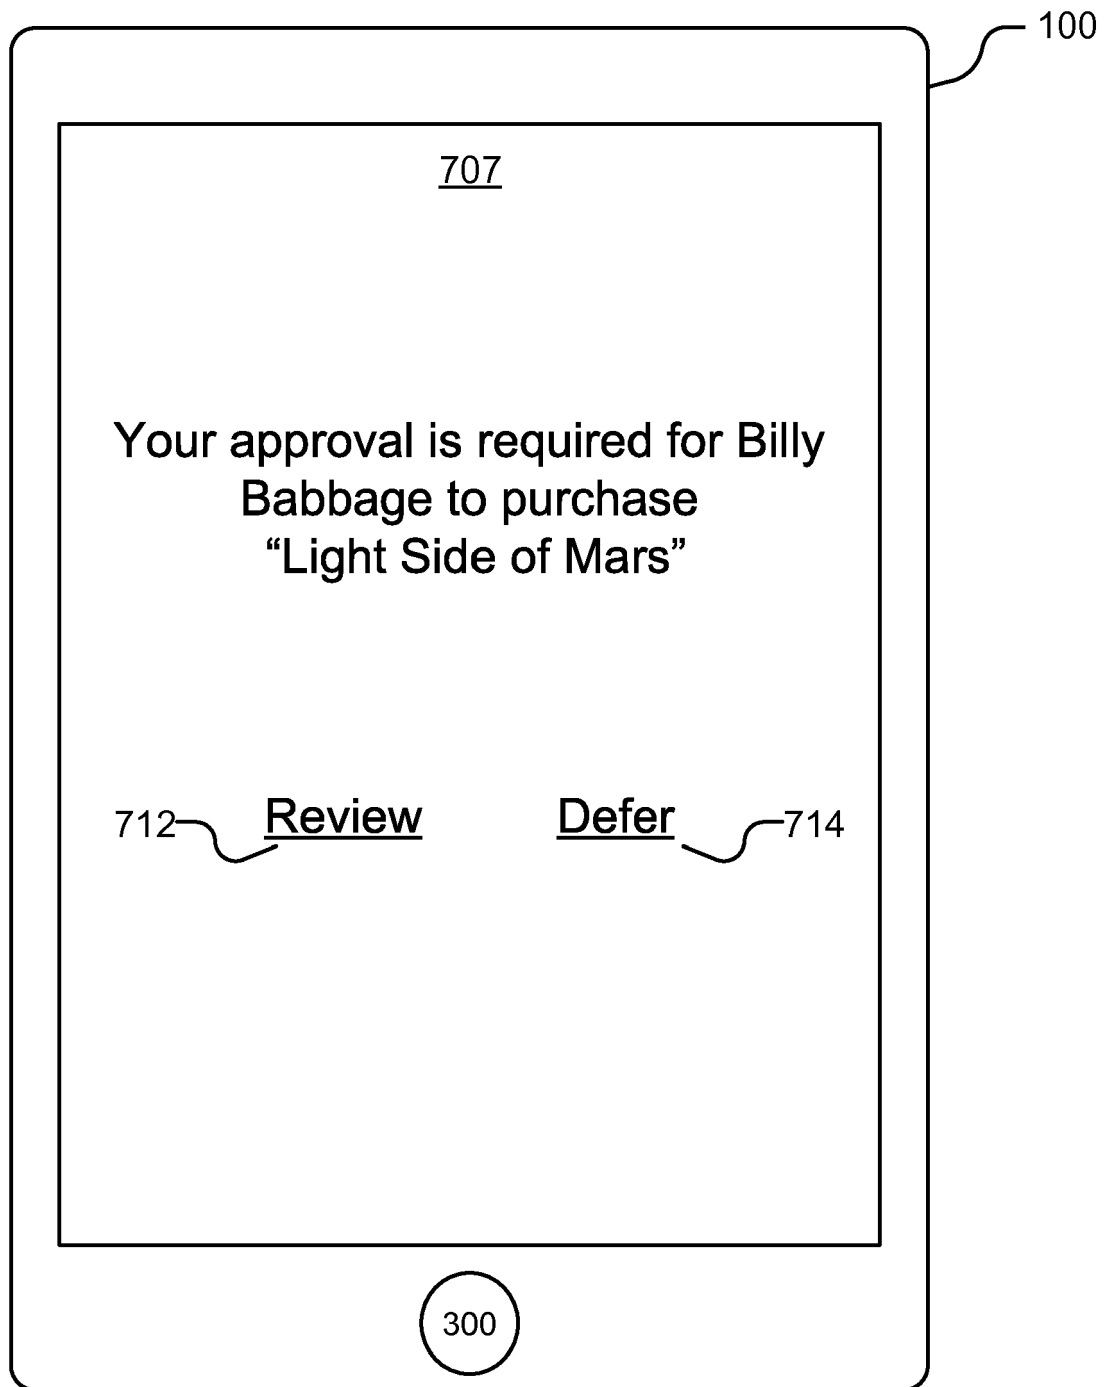 100
707
Your approval is required for Billy
Babbage to purchase
“Light Side of Mars”
712 Review Defer 714
300